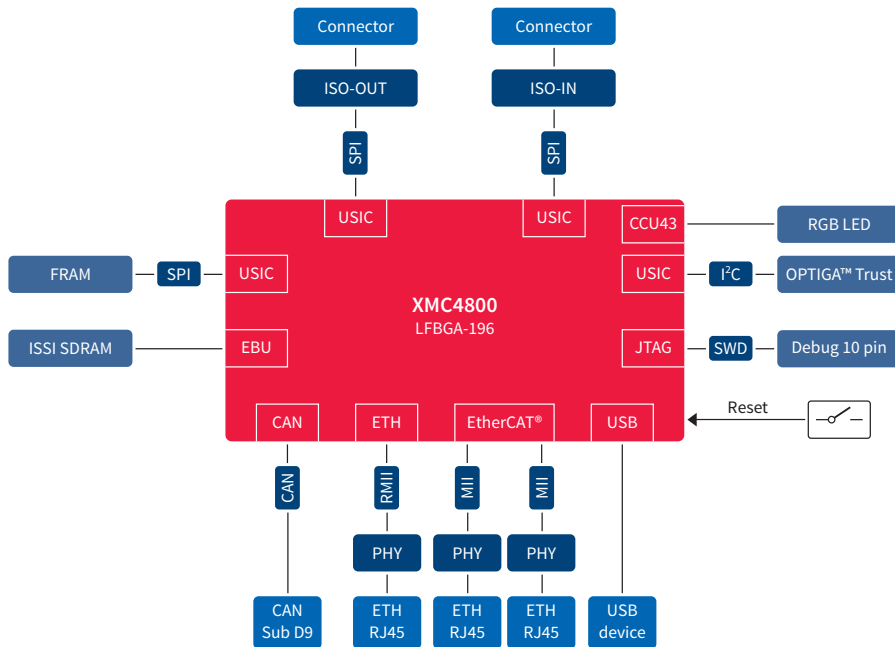 Connector
Connector
ISO-OUT
ISO-IN
SPI
SPI
USIC
USIC
CCU43
RGB LED
FRAM
SPI
USIC
USIC
I²C
OPTIGA™ Trust
XMC4800
LFBGA-196
ISSI SDRAM
EBU
JTAG
SWD
Debug 10 pin
Reset
CAN
ETH
EtherCAT®
USB
CAN
RMII
MII
MII
PHY
PHY
PHY
CAN
Sub D9
ETH
RJ45
ETH
RJ45
ETH
RJ45
USB
device